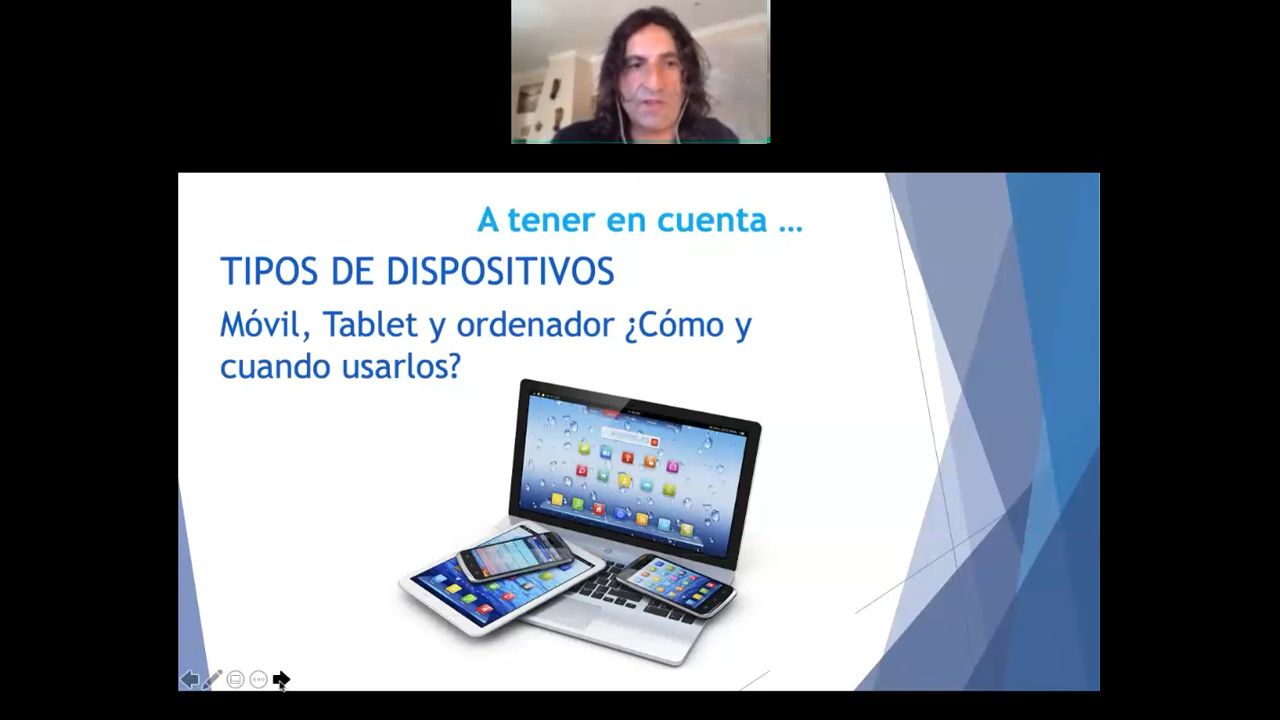 A tener en cuenta ...
TIPOS DE DISPOSITIVOS
Móvil, Tablet y ordenador ¿Cómo y
cuando usarlos?